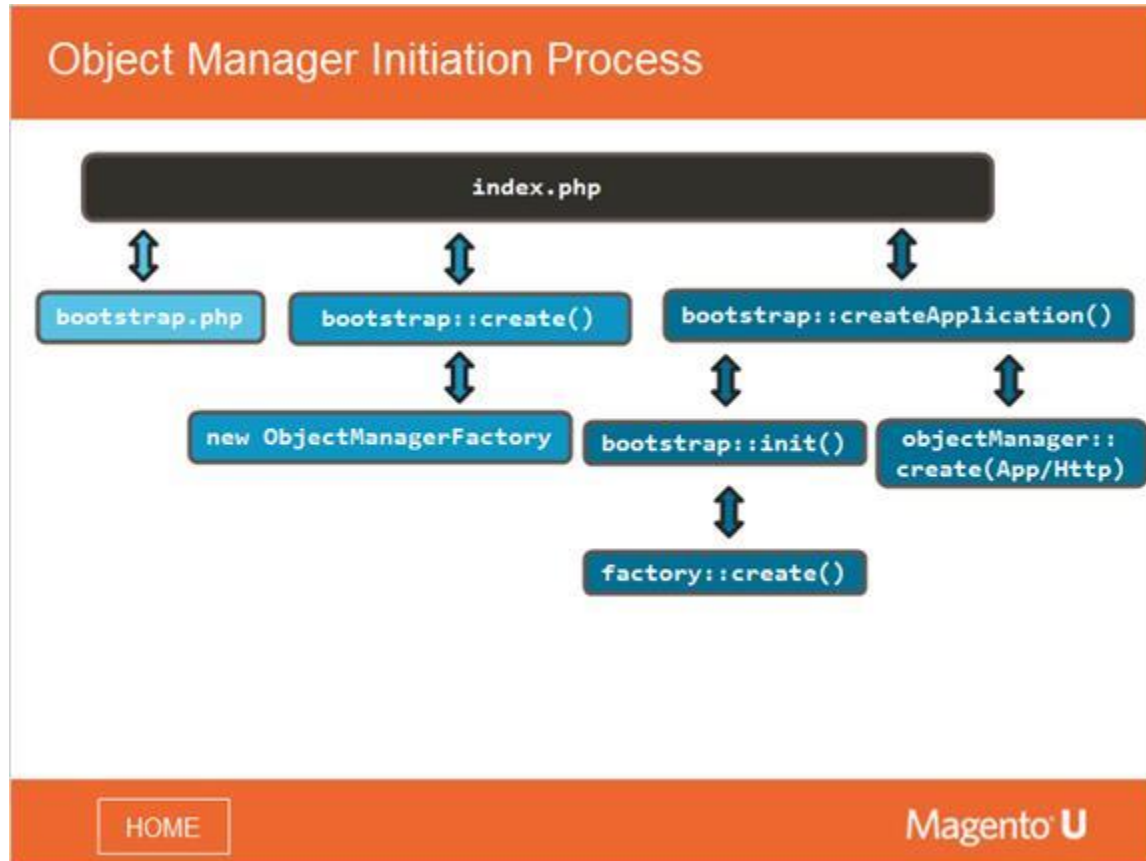 Object Manager Initiation Process
index.php
bootstrap.php
bootstrap::create()
bootstrap::createApplication()
new ObjectManagerFactory
bootstrap::init()
objectManager::
create(App/Http)
factory::create()
HOME
Magento U